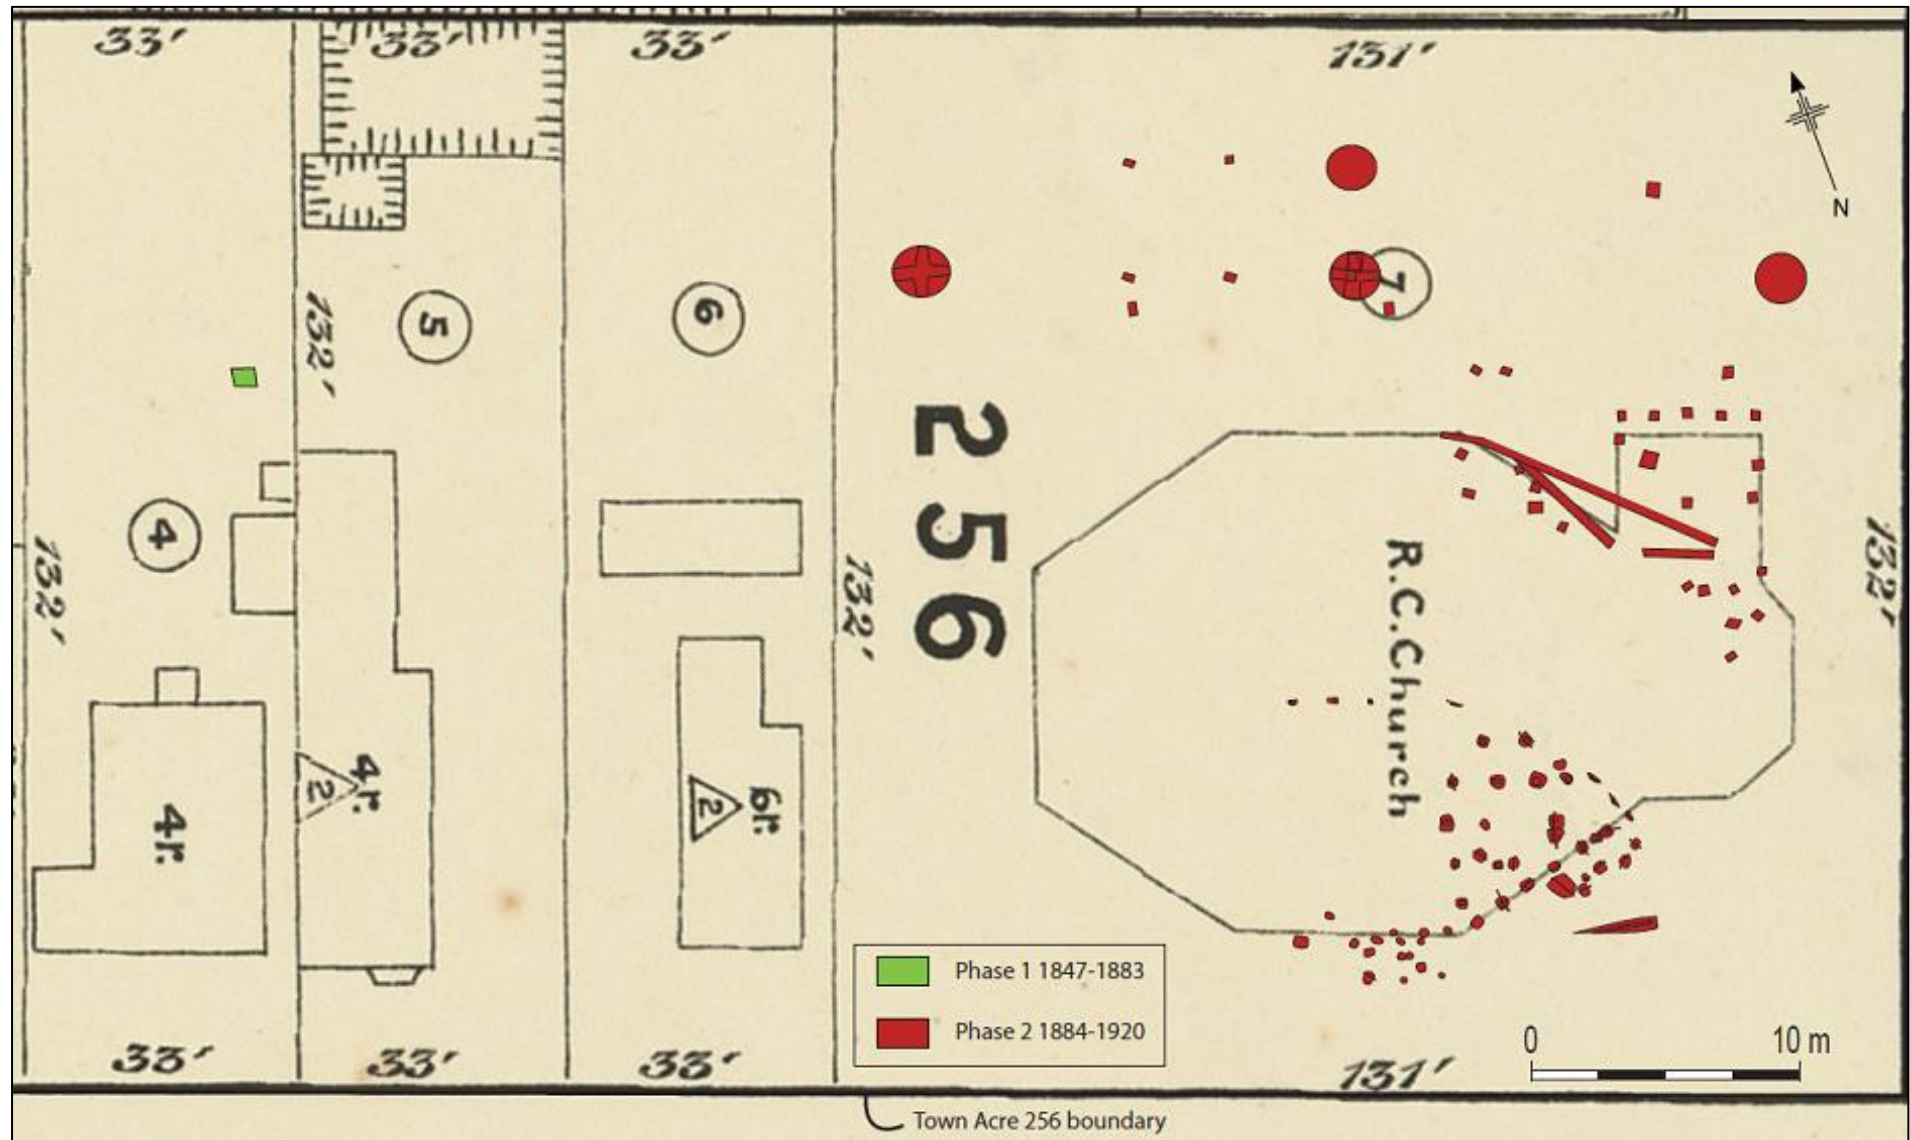 33'
33'
33'
131'
N
7
5
6
132'
256
4
132'
132'
132'
R.C.Church
4r.
2
4r.
2
6r.
Phase 1 1847-1883
Phase 2 1884-1920
0 10 m
33'
33'
33'
131'
Town Acre 256 boundary